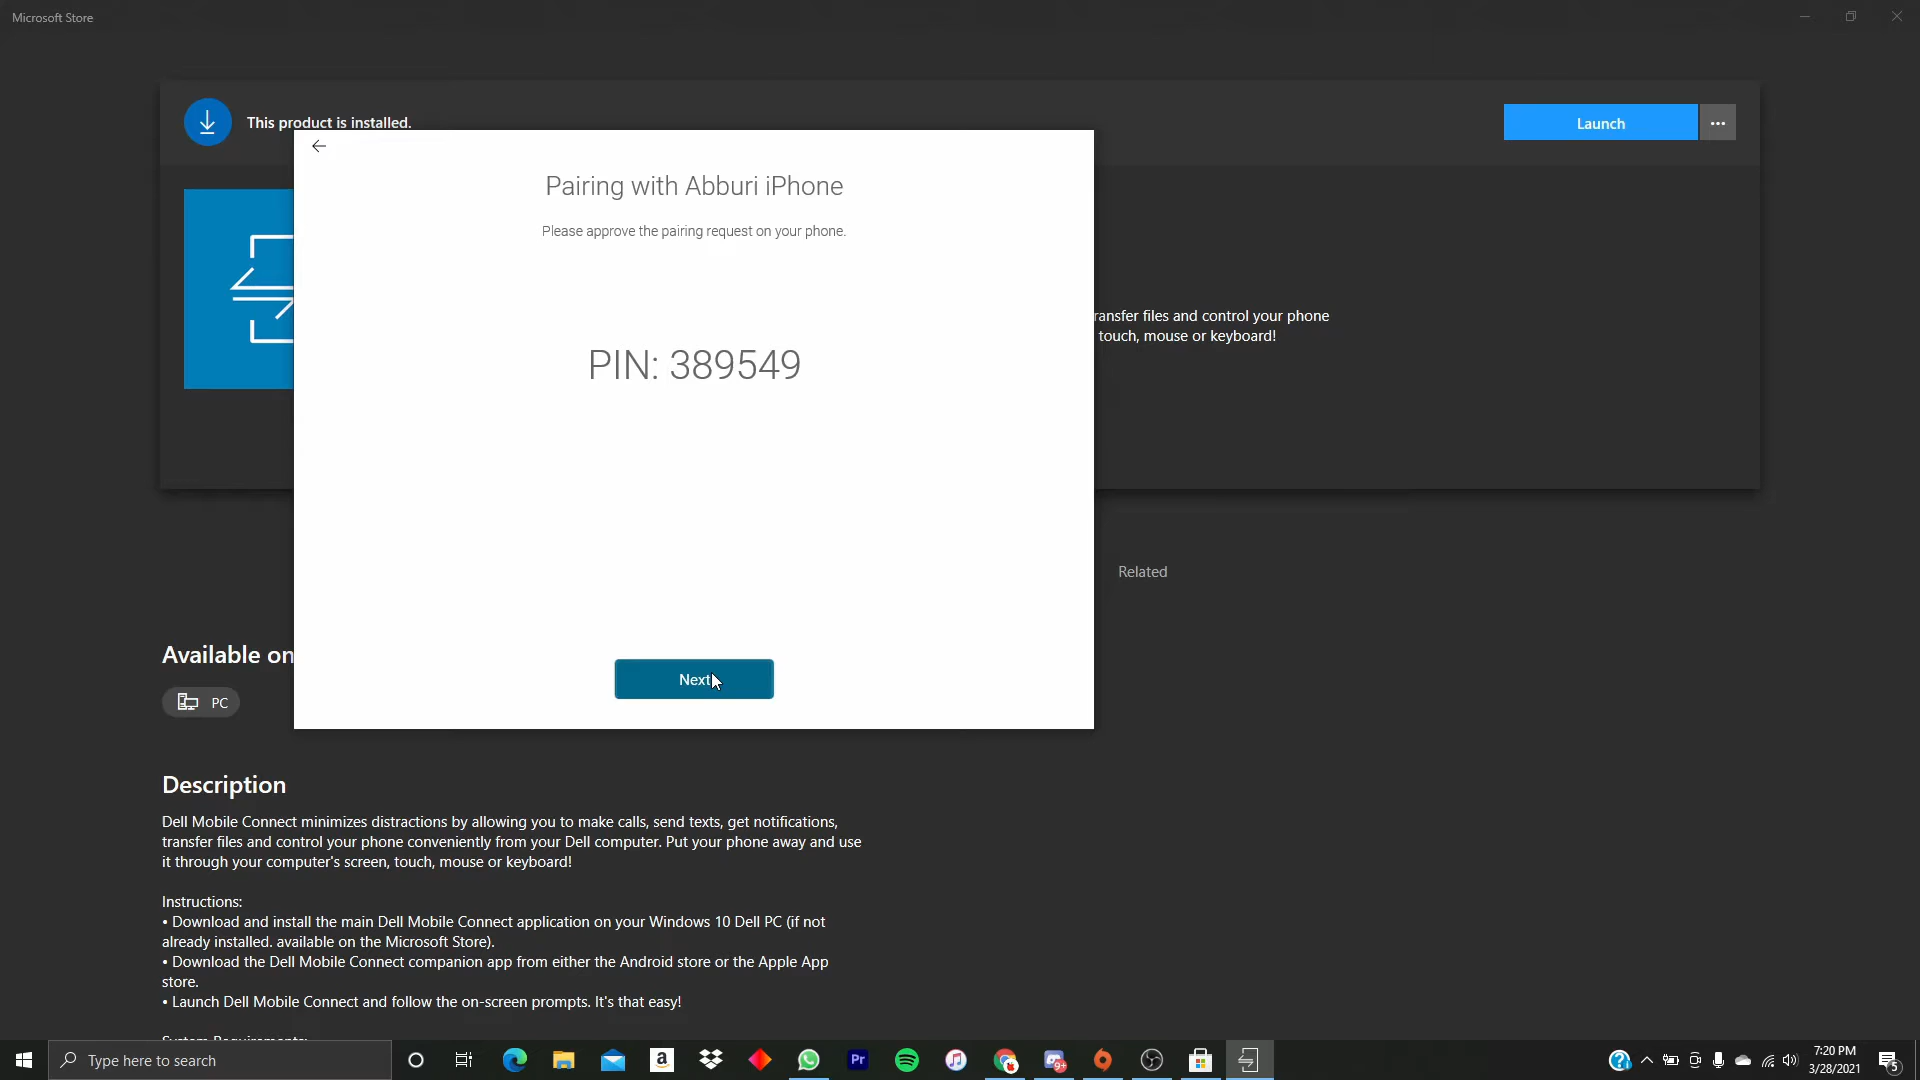 Microsoft Store
This product is installed.
Launch
Pairing with Abburi iPhone
Please approve the pairing request on your phone.
ransfer files and control your phone
touch, mouse or keyboard!
PIN: 389549
Related
Available on
Next
PC
Description
Dell Mobile Connect minimizes distractions by allowing you to make calls, send texts, get notifications,
transfer files and control your phone conveniently from your Dell computer. Put your phone away and use
it through your computer's screen, touch, mouse or keyboard!
Instructions:
• Download and install the main Dell Mobile Connect application on your Windows 10 Dell PC (if not
already installed. available on the Microsoft Store).
• Download the Dell Mobile Connect companion app from either the Android store or the Apple App
store.
• Launch Dell Mobile Connect and follow the on-screen prompts. It's that easy!
Type here to search
a
Pr
9+
7:20 PM
3/28/2021
5